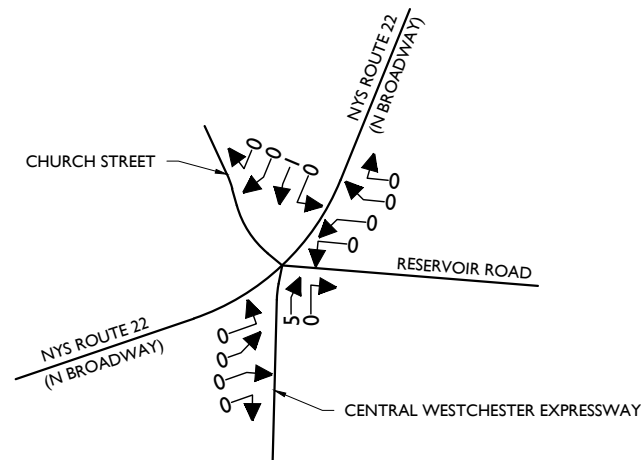 NYS ROUTE 22
(N BROADWAY)
CHURCH STREET
0
0
1
0
0
0
0
0
RESERVOIR ROAD
5
0
NYS ROUTE 22
(N BROADWAY)
0
0
0
0
CENTRAL WESTCHESTER EXPRESSWAY